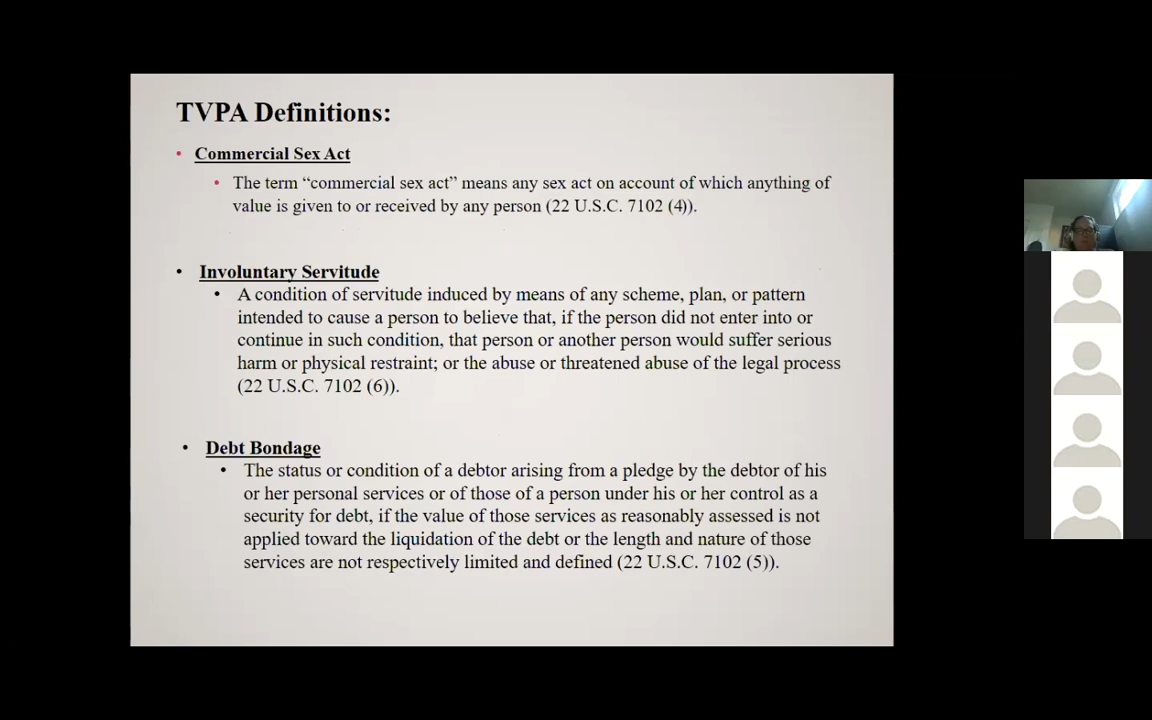 TVPA Definitions:
• Commercial Sex Act
• The term “commercial sex act” means any sex act on account of which anything of
value is given to or received by any person (22 U.S.C. 7102 (4)).
• Involuntary Servitude
• A condition of servitude induced by means of any scheme, plan, or pattern
intended to cause a person to believe that, if the person did not enter into or
continue in such condition, that person or another person would suffer serious
harm or physical restraint; or the abuse or threatened abuse of the legal process
(22 U.S.C. 7102 (6)).
• Debt Bondage
• The status or condition of a debtor arising from a pledge by the debtor of his
or her personal services or of those of a person under his or her control as a
security for debt, if the value of those services as reasonably assessed is not
applied toward the liquidation of the debt or the length and nature of those
services are not respectively limited and defined (22 U.S.C. 7102 (5)).